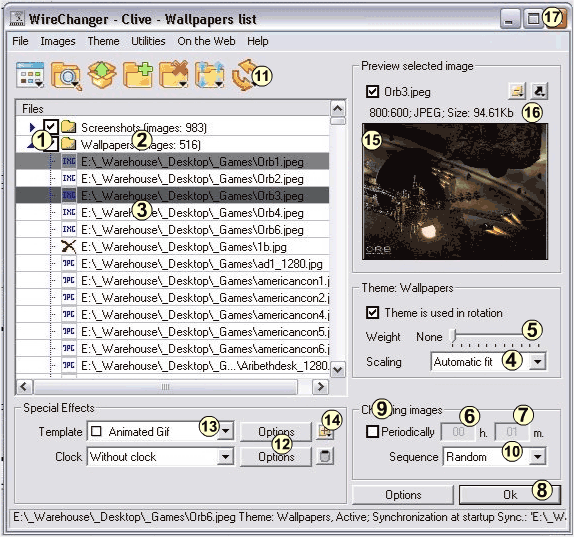 WireChanger - Clive - Wallpapers list
17
File Images Theme Utilities On the Web Help
11
Files
1
Screenshots (images: 983)
2
Wallpapers images: 516)
E:\_Warehouse\_Desktop\_Games\Orb1.jpeg
E:\_Warehouse\_Desktop\_Games\Orb2.jpeg
E:\_Warehouse\_Desktop\_Games\Orb3.jpeg
3
E:\_Warehouse\_Desktop\_Games\Orb4.jpeg
E:\_Warehouse\_Desktop\_Games\Orb6.jpeg
E:\_Warehouse\_Desktop\_Games\1b.jpg
E:\_Warehouse\_Desktop\_Games\ad1_1280.jpg
E:\_Warehouse\_Desktop\_Games\americancon1.j
E:\_Warehouse\_Desktop\_Games\americancon2.j
E:\_Warehouse\_Desktop\_Games\americancon4.j
E:\_Warehouse\_Desktop\_Games\americancon5.j
E:\_Warehouse\_Desktop\_Games\americancon6.j
E:\_Warehouse\_Desktop\_G...\Aribethdesk_1280.j
Preview selected image
Orb3.jpeg
800:600; JPEG; Size: 94.61Kb 16
15
ORB
Theme: Wallpapers
Theme is used in rotation
Weight None 5
Scaling Automatic fit 4
Special Effects
Template Animated Gif 13 Options 14
12
Clock Without clock Options
9 Changing images
6 7
Periodically 00 h. 01 m.
Sequence Random 10
Options Ok 8
E:\_Warehouse\_Desktop\_Games\Orb6.jpeg Theme: Wallpapers, Active; Synchronization at startup Sync.: 'E:\_Wa